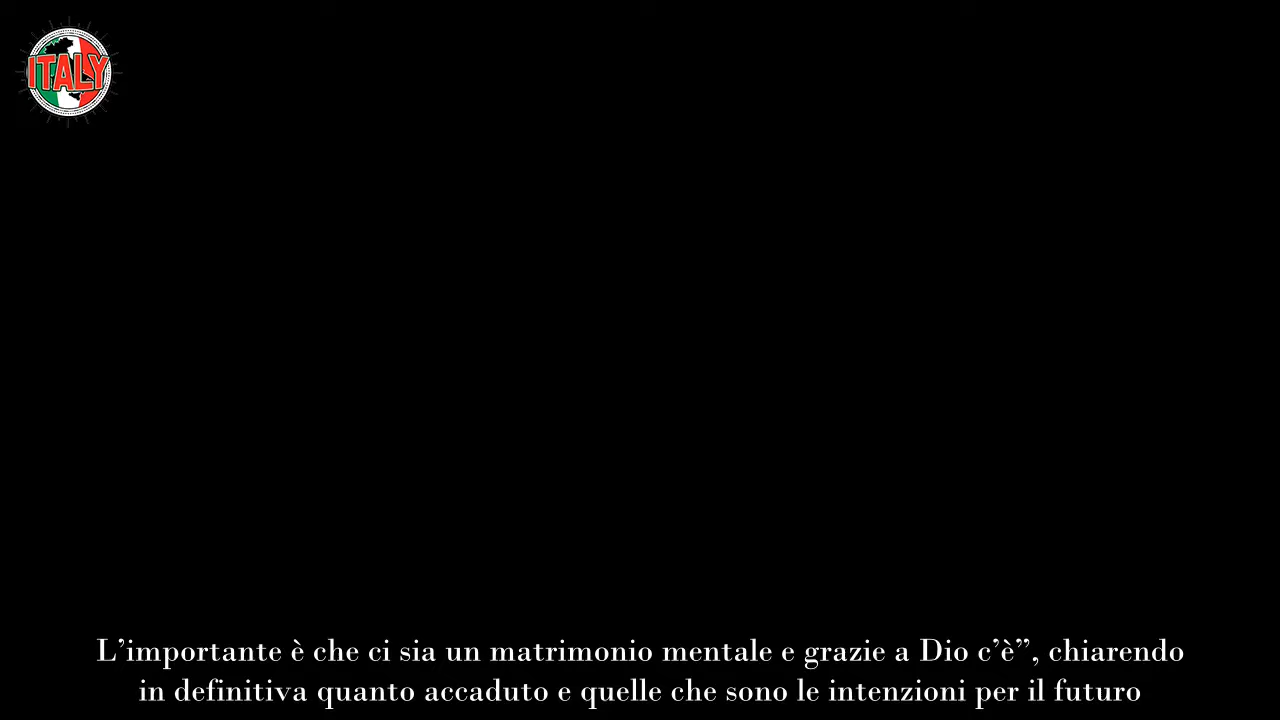 ITALY
L’importante è che ci sia un matrimonio mentale e grazie a Dio c’è”, chiarendo
in definitiva quanto accaduto e quelle che sono le intenzioni per il futuro